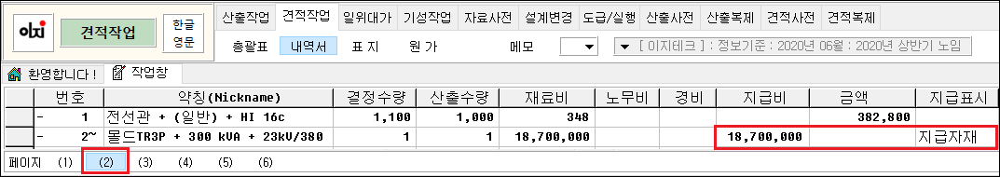 이지 견적작업 한글 영문
산출작업 견적작업 일위대가 기성작업 자료사전 설계변경 도급/실행 산출사전 산출복제 견적사전 견적복제
총괄표 내역서 표 지 원 가 메모 [ 이지테크 ] : 정보기준 : 2020년 06월 : 2020년 상반기 노임
환영합니다 ! 작업창
번호 약칭(Nickname) 결정수량 산출수량 재료비 노무비 경비 지급비 금액 지급표시
− 1 전선관 + (일반) + HI 16c 1,100 1,000 348 382,800
− 2~ 몰드TR3P + 300 kVA + 23kV/380 1 1 18,700,000 18,700,000 지급자재
페이지 (1) (2) (3) (4) (5) (6)